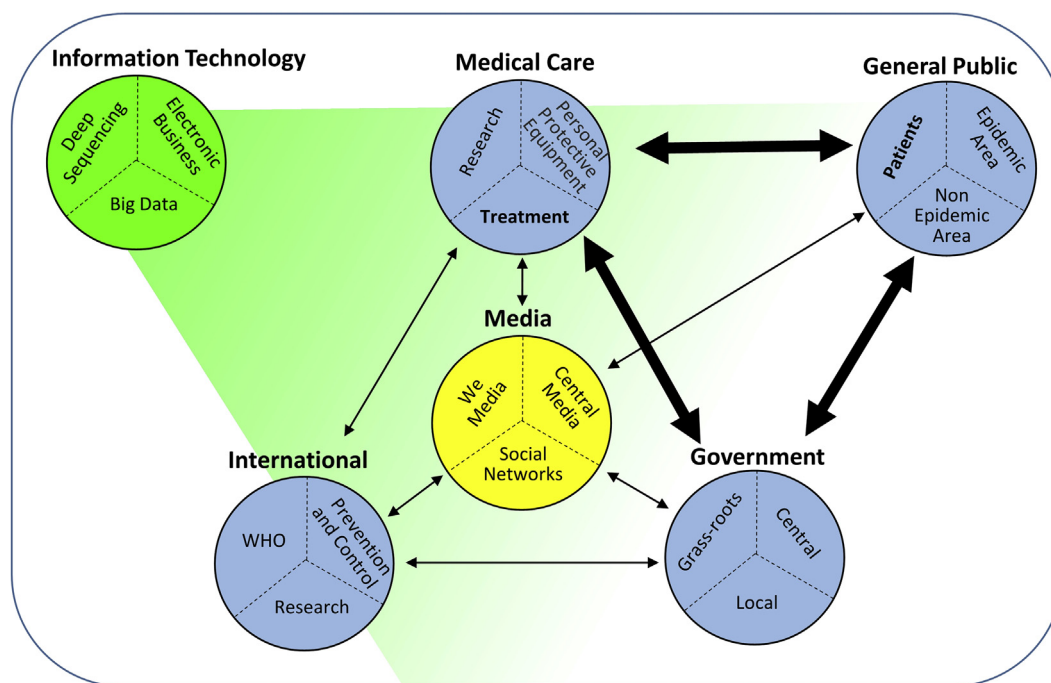 Information Technology
Deep
Sequencing
Electronic
Business
Big Data
Medical Care
Research
Personal
Protective
Equipment
Treatment
General Public
Patients
Epidemic
Area
Non
Epidemic
Area
Media
We
Media
Central
Media
Social
Networks
International
WHO
Prevention
and Control
Research
Government
Grass-roots
Central
Local